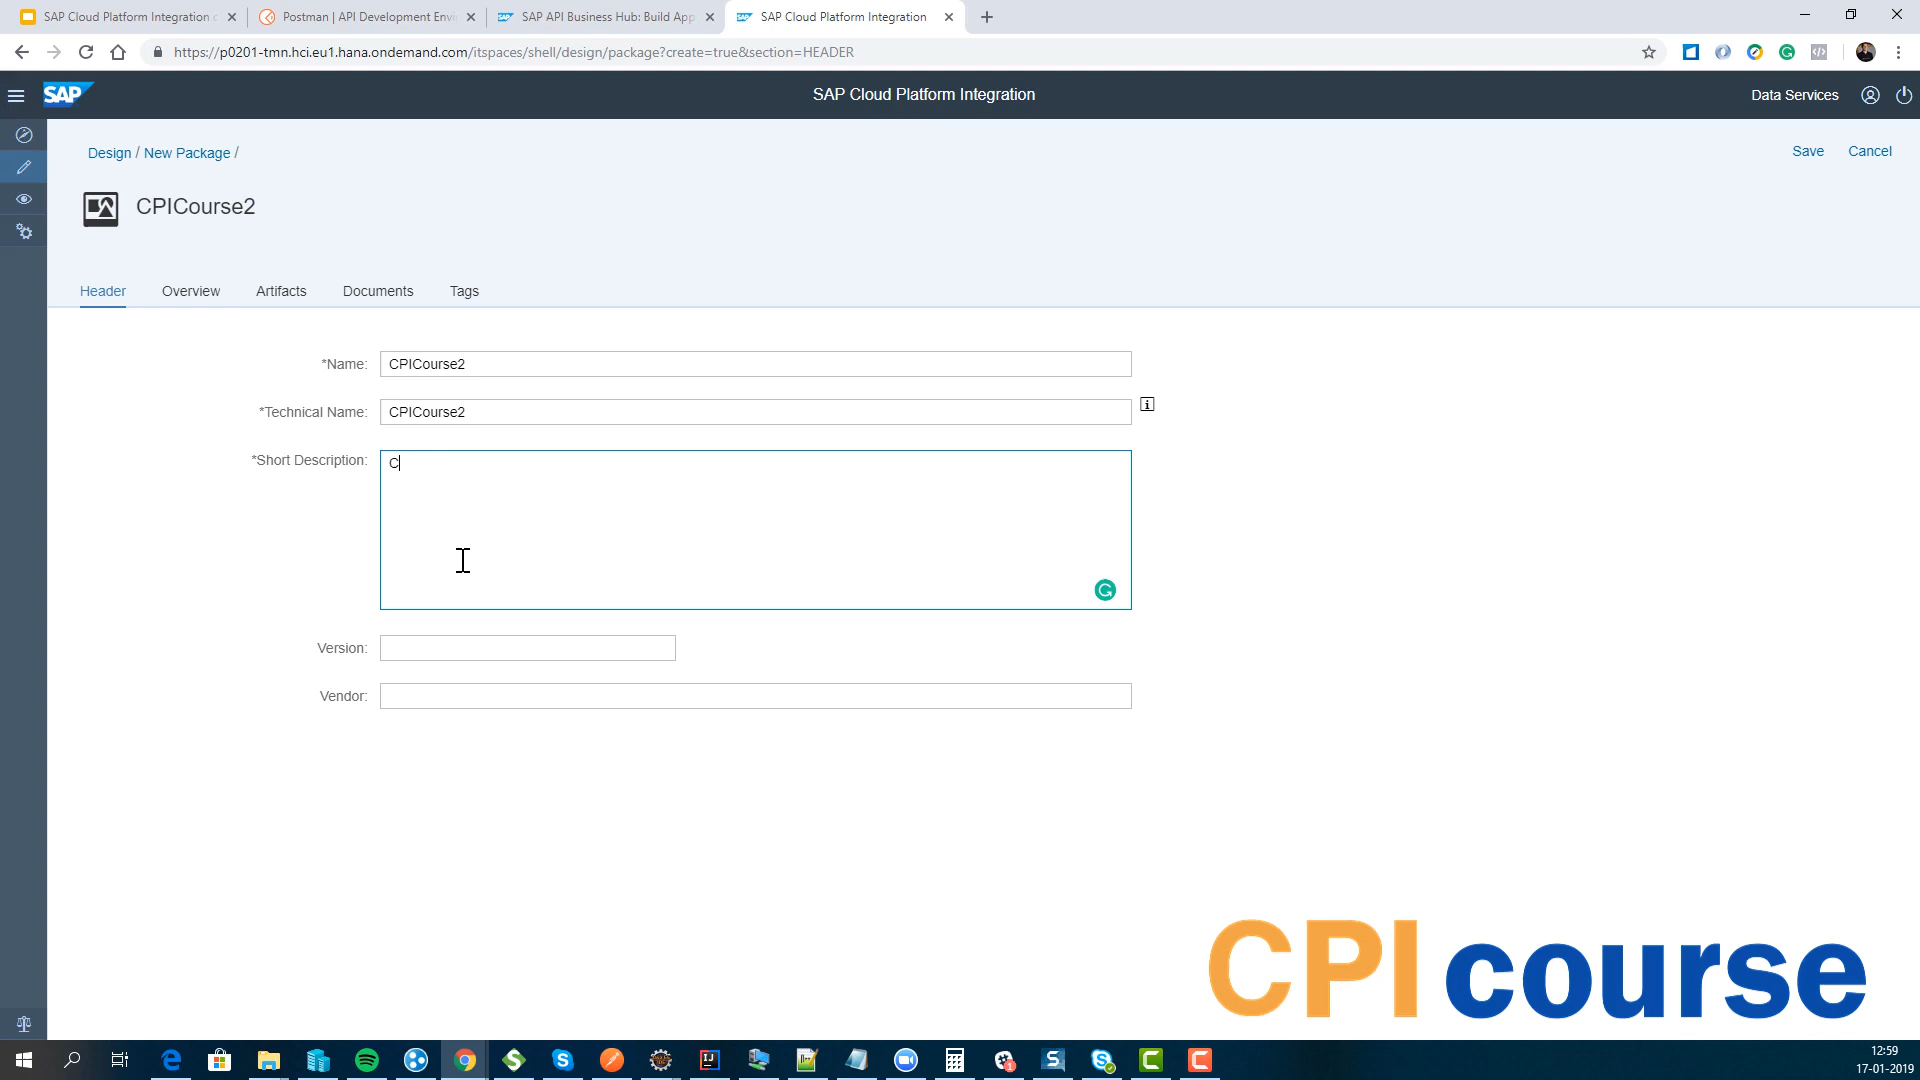 SAP Cloud Platform Integration
Postman | API Development Envi
SAP API Business Hub: Build App
SAP Cloud Platform Integration
https://p0201-tmn.hci.eu1.hana.ondemand.com/itspaces/shell/design/package?create=true&section=HEADER
SAP
SAP Cloud Platform Integration
Data Services
Design / New Package /
Save
Cancel
CPICourse2
Header
Overview
Artifacts
Documents
Tags
*Name:
CPICourse2
*Technical Name:
CPICourse2
*Short Description:
C
Version:
Vendor:
CPI course
12:59
17-01-2019